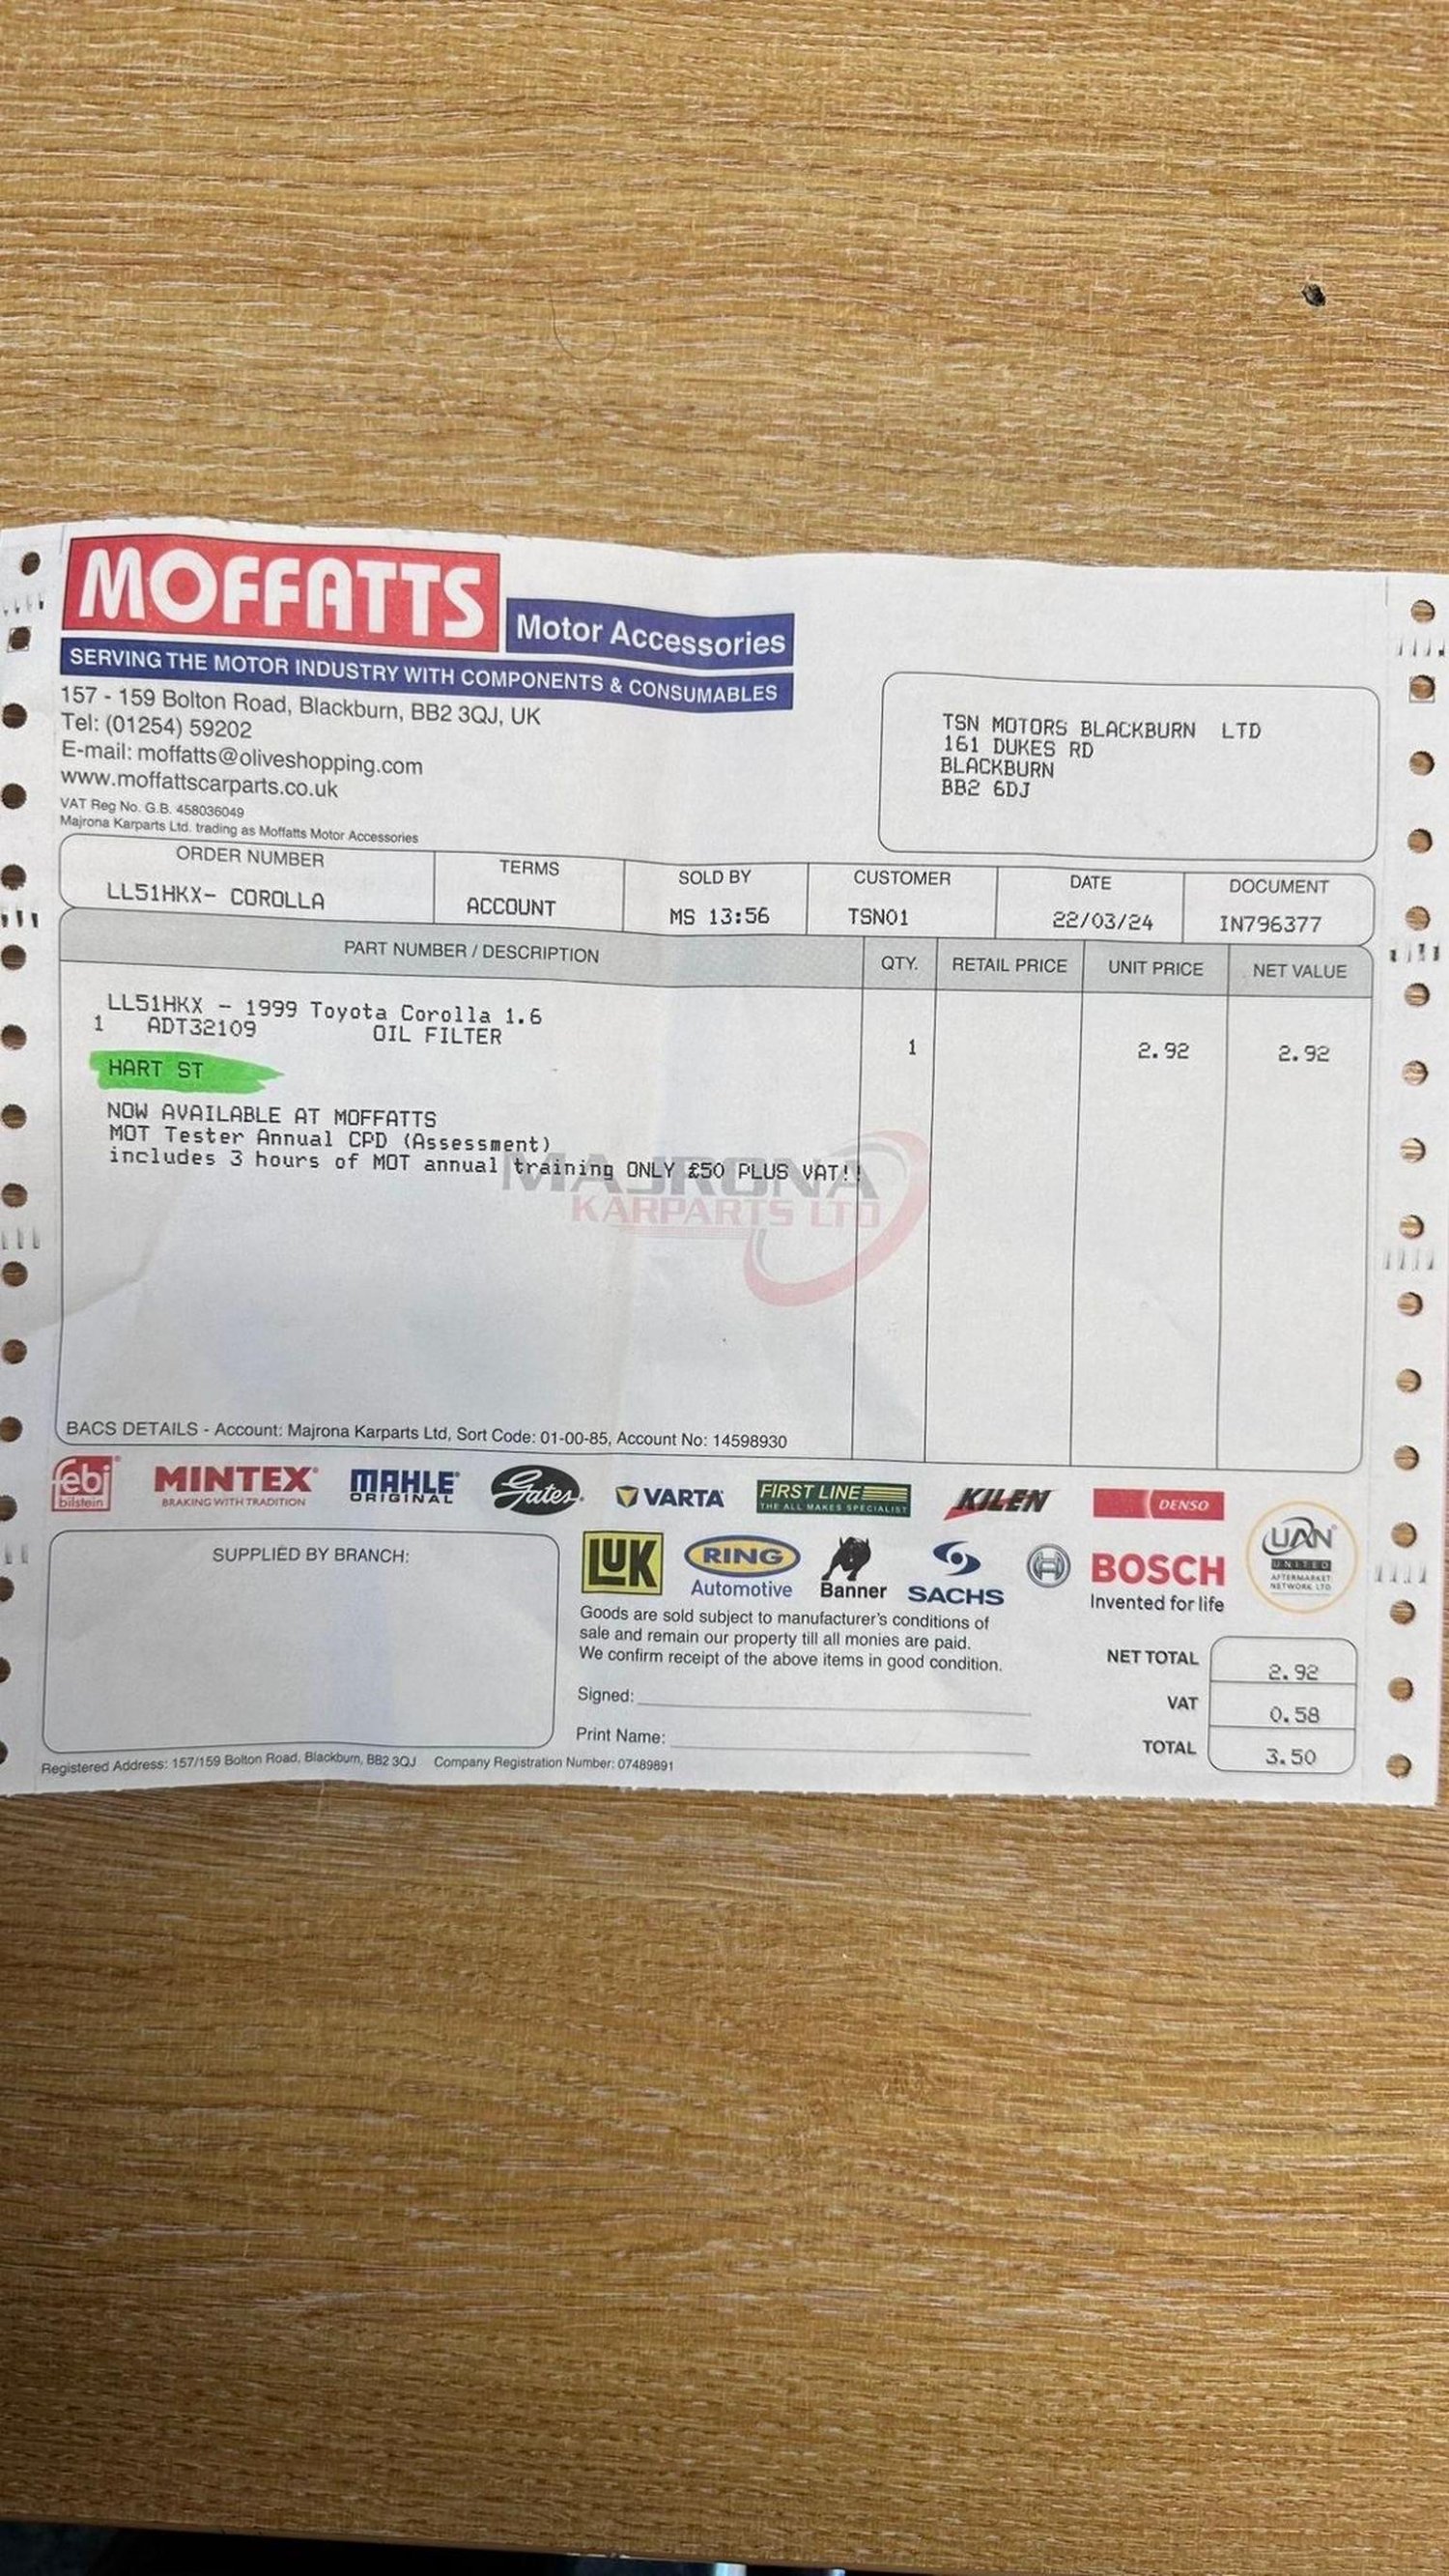 MOFFATTS
Motor Accessories
SERVING THE MOTOR INDUSTRY WITH COMPONENTS & CONSUMABLES
157 - 159 Bolton Road, Blackburn, BB2 3QJ, UK
Tel: (01254) 59202
E-mail: moffatts@oliveshopping.com
www.moffattscarparts.co.uk
VAT Reg No. G.B. 458036049
Majrona Karparts Ltd. trading as Moffatts Motor Accessories
TSN MOTORS BLACKBURN LTD
161 DUKES RD
BLACKBURN
BB2 6DJ
ORDER NUMBER TERMS SOLD BY CUSTOMER DATE DOCUMENT
LL51HKX- COROLLA ACCOUNT MS 13:56 TSN01 22/03/24 IN796377
PART NUMBER / DESCRIPTION QTY. RETAIL PRICE UNIT PRICE NET VALUE
LL51HKX - 1999 Toyota Corolla 1.6
1 ADT32109 OIL FILTER 1 2.92 2.92
HART ST
NOW AVAILABLE AT MOFFATTS
MOT Tester Annual CPD (Assessment)
includes 3 hours of MOT annual training ONLY £50 PLUS VAT!!
MAJRONA
KARPARTS LTD
BACS DETAILS - Account: Majrona Karparts Ltd, Sort Code: 01-00-85, Account No: 14598930
febi
bilstein
MINTEX
BRAKING WITH TRADITION
MAHLE
ORIGINAL
Gates
VARTA
FIRST LINE
THE ALL MAKES SPECIALIST
KILEN
DENSO
LUK
RING
Automotive
Banner
SACHS
BOSCH
Invented for life
UAN
UNITED
AFTERMARKET
NETWORK LTD
SUPPLIED BY BRANCH:
Goods are sold subject to manufacturer's conditions of
sale and remain our property till all monies are paid.
We confirm receipt of the above items in good condition.
Signed:
Print Name:
NET TOTAL 2.92
VAT 0.58
TOTAL 3.50
Registered Address: 157/159 Bolton Road, Blackburn, BB2 3QJ Company Registration Number: 07489891